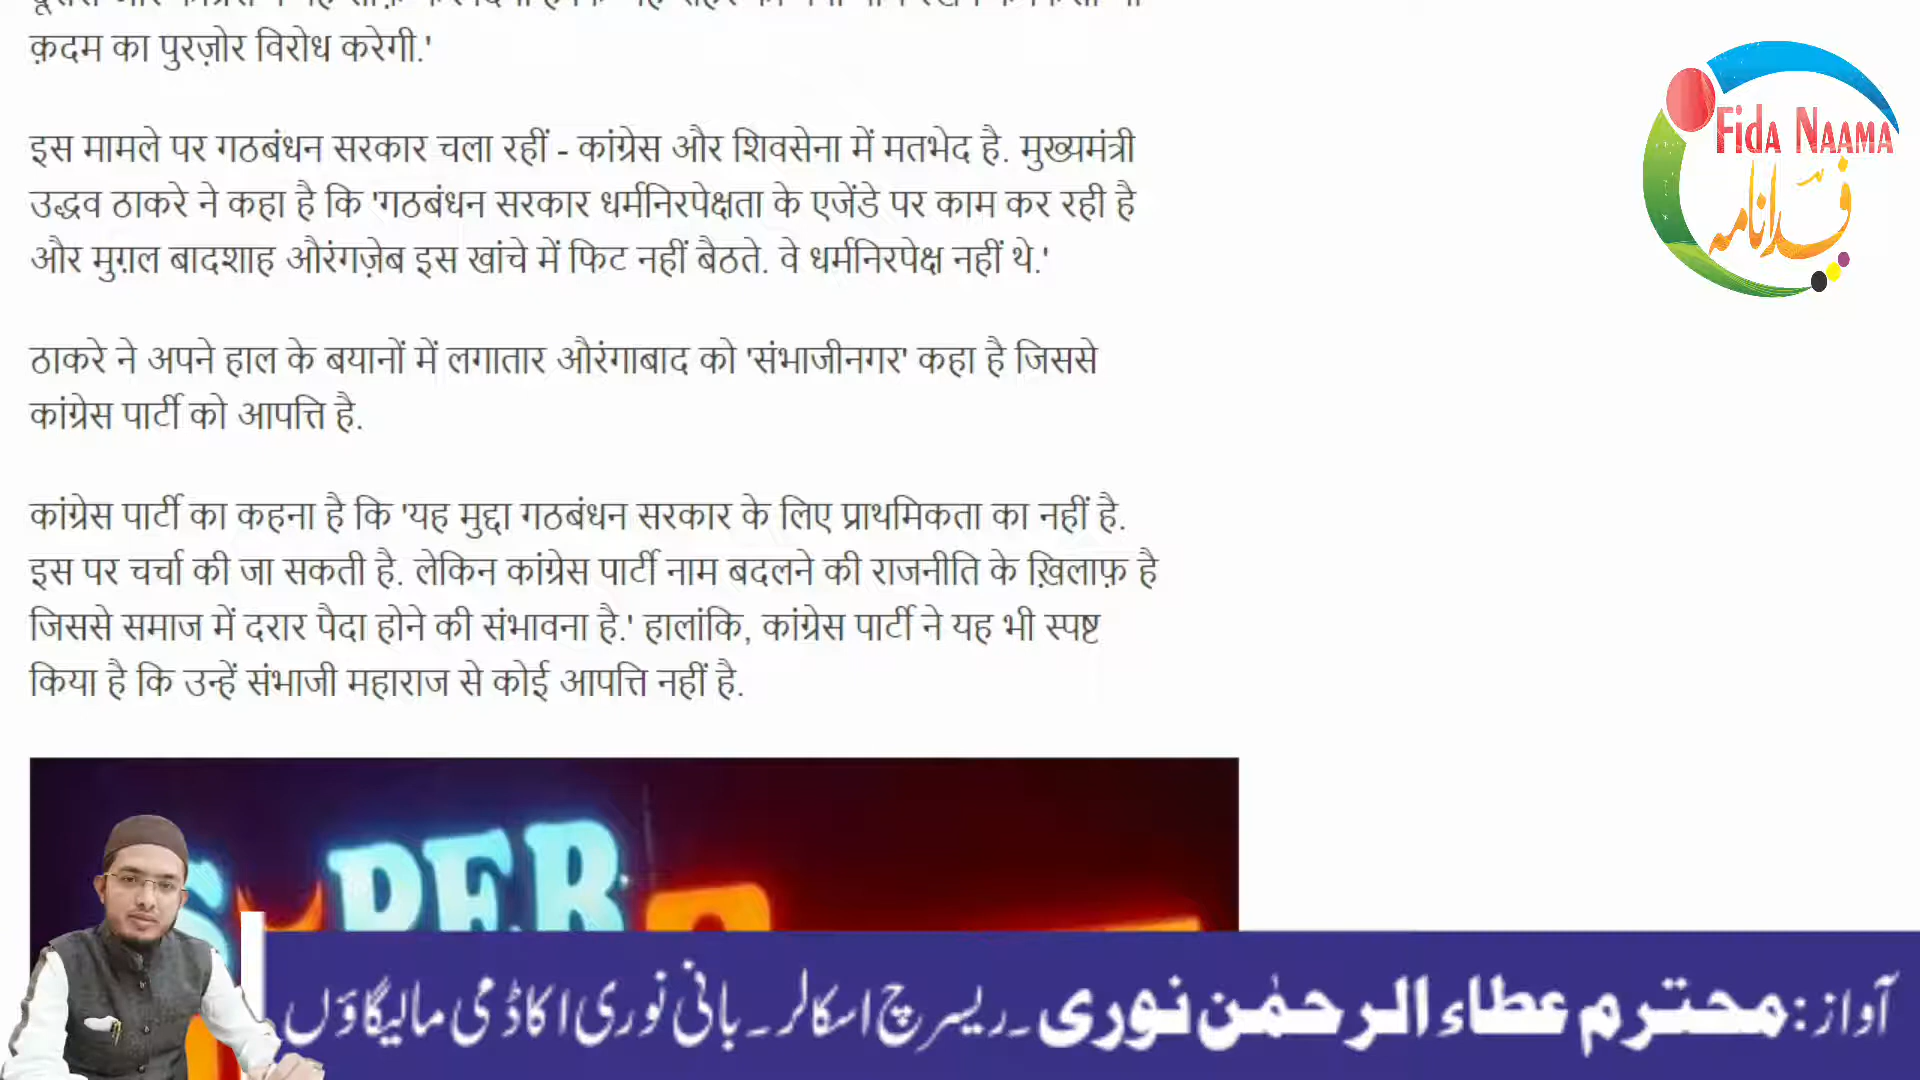 क़दम का पुरज़ोर विरोध करेगी.'
इस मामले पर गठबंधन सरकार चला रहीं - कांग्रेस और शिवसेना में मतभेद है. मुख्यमंत्री
उद्धव ठाकरे ने कहा है कि 'गठबंधन सरकार धर्मनिरपेक्षता के एजेंडे पर काम कर रही है
और मुग़ल बादशाह औरंगज़ेब इस खांचे में फिट नहीं बैठते. वे धर्मनिरपेक्ष नहीं थे.'
ठाकरे ने अपने हाल के बयानों में लगातार औरंगाबाद को 'संभाजीनगर' कहा है जिससे
कांग्रेस पार्टी को आपत्ति है.
कांग्रेस पार्टी का कहना है कि 'यह मुद्दा गठबंधन सरकार के लिए प्राथमिकता का नहीं है.
इस पर चर्चा की जा सकती है. लेकिन कांग्रेस पार्टी नाम बदलने की राजनीति के ख़िलाफ़ है
जिससे समाज में दरार पैदा होने की संभावना है.' हालांकि, कांग्रेस पार्टी ने यह भी स्पष्ट
किया है कि उन्हें संभाजी महाराज से कोई आपत्ति नहीं है.
Fida Naama
فدانامہ
PER
آواز: محترم عطاء الرحمٰن نوری۔ریسرچ اسکالر۔بانی نوری اکاڈمی مالیگاؤں